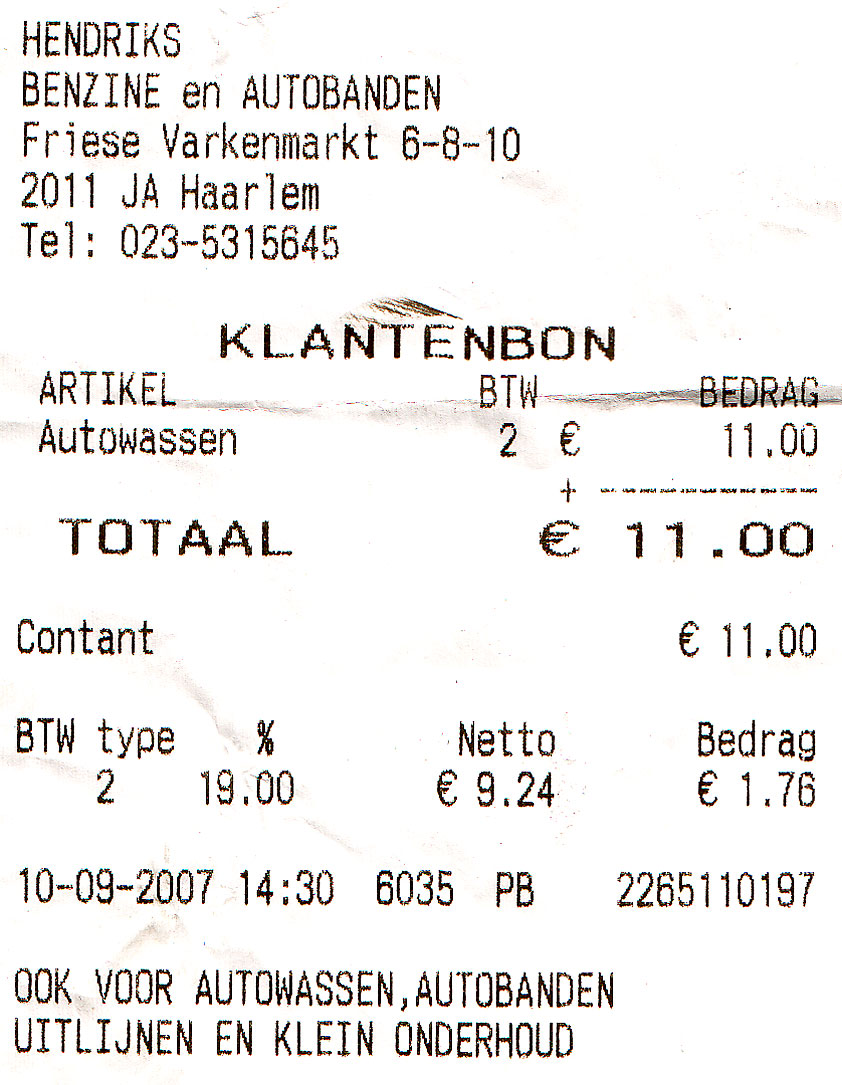 HENDRIKS
BENZINE en AUTOBANDEN
Friese Varkenmarkt 6-8-10
2011 JA Haarlem
Tel: 023-5315645
KLANTENBON
ARTIKEL BTW BEDRAG
Autowassen 2 € 11.00
+ -----------
TOTAAL € 11.00
Contant € 11.00
BTW type % Netto Bedrag
2 19.00 € 9.24 € 1.76
10-09-2007 14:30 6035 PB 2265110197
OOK VOOR AUTOWASSEN,AUTOBANDEN
UITLIJNEN EN KLEIN ONDERHOUD